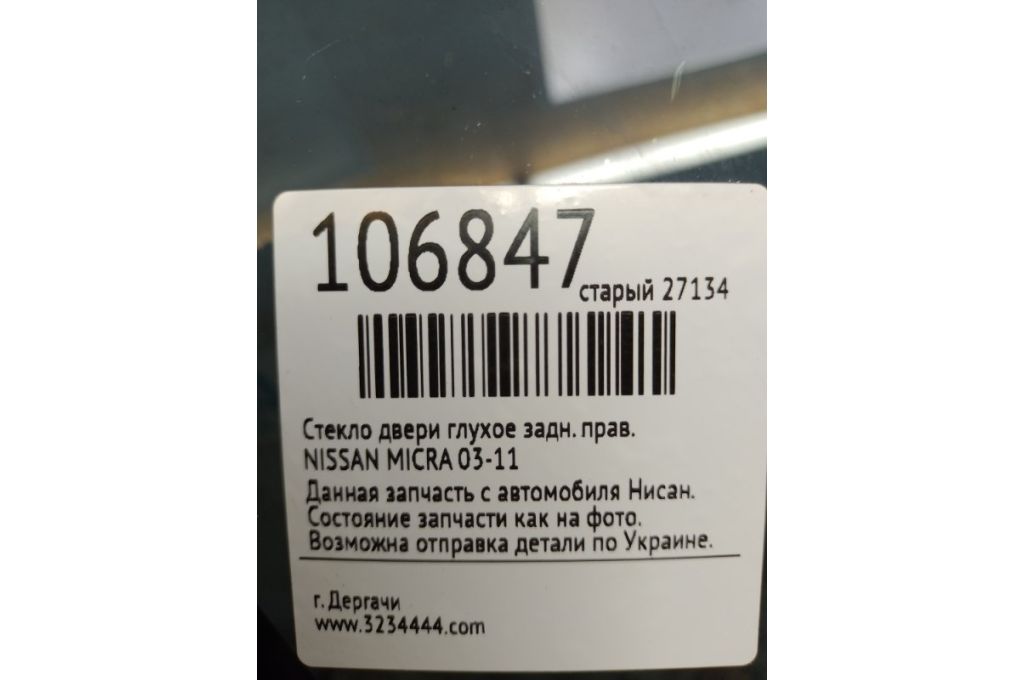 106847
старый 27134
Стекло двери глухое задн. прав.
NISSAN MICRA 03-11
Данная запчасть с автомобиля Нисан.
Состояние запчасти как на фото.
Возможна отправка детали по Украине.
г. Дергачи
www.3234444.com